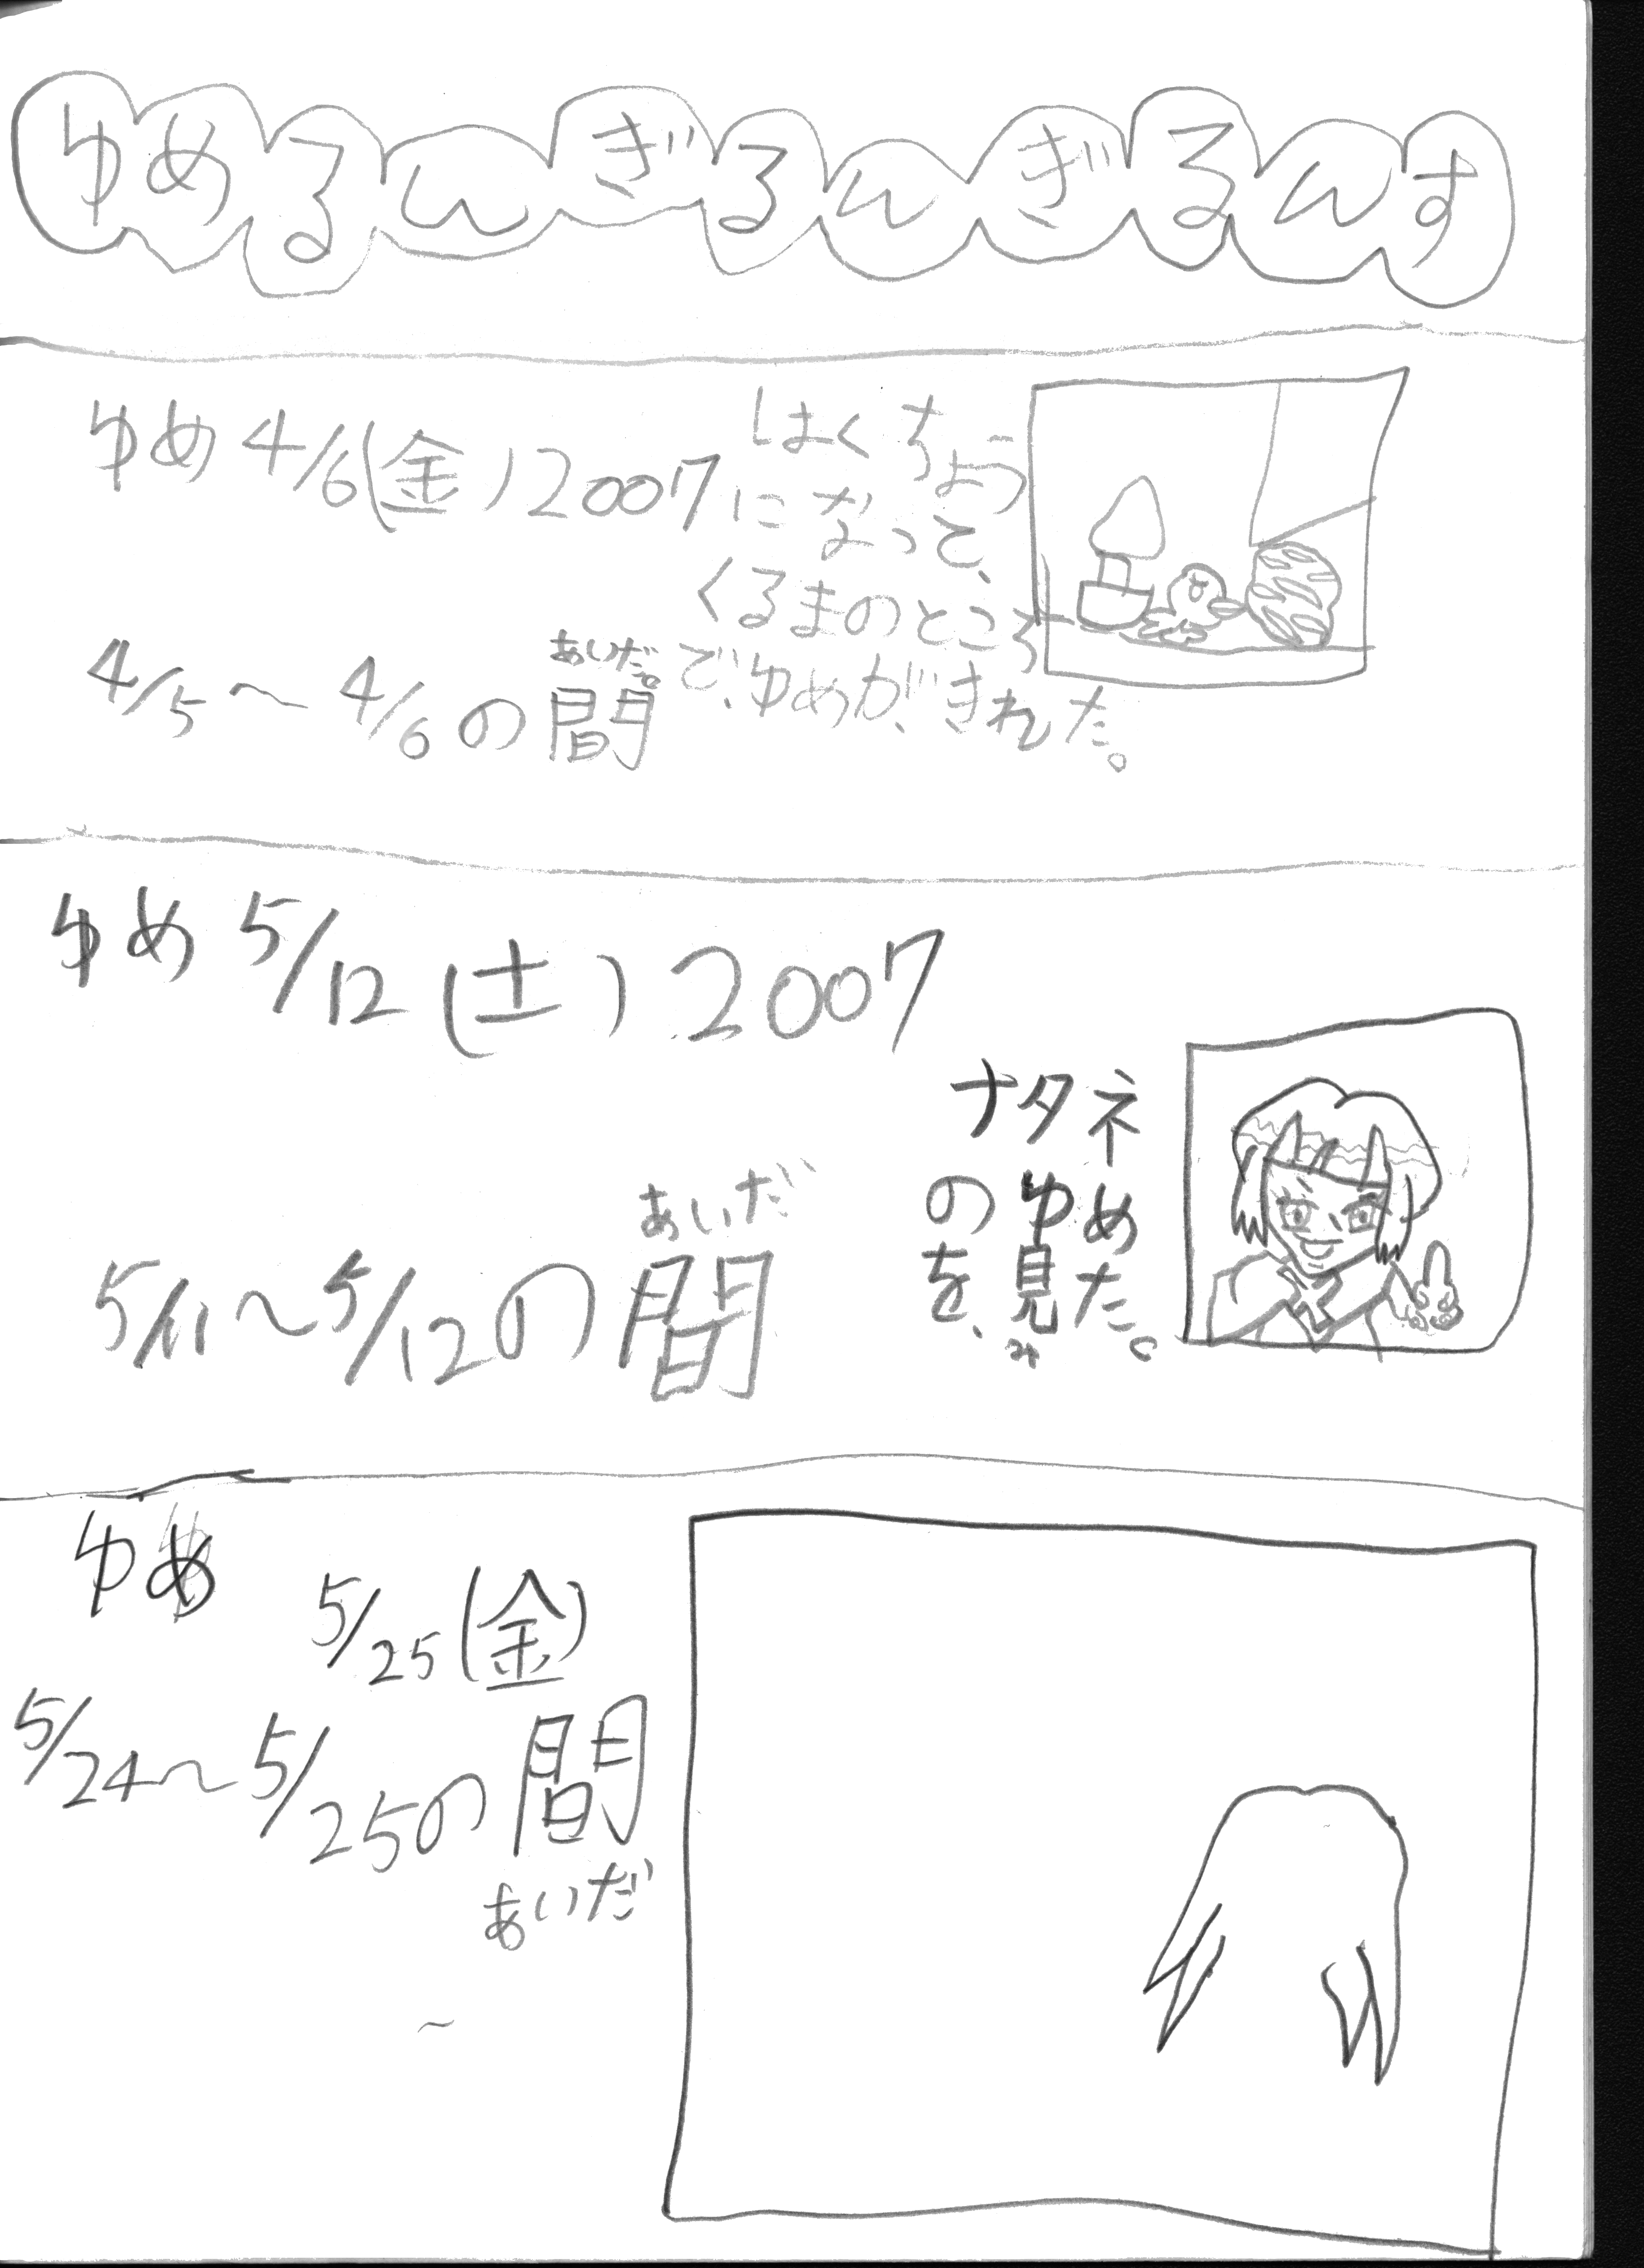 ゆめるんぎるんぎるんす
ゆめ 4/6(金)2007
はくちょう
になって、
くるまのところ
で、ゆめが、きれた。
4/5〜4/6の間
あいだ。
ゆめ 5/12(土)2007
ナタネ
のゆめ
を、見た。
み
5/11〜5/12の間
あいだ
ゆめ 5/25(金)
5/24〜5/25の間
あいだ
〜